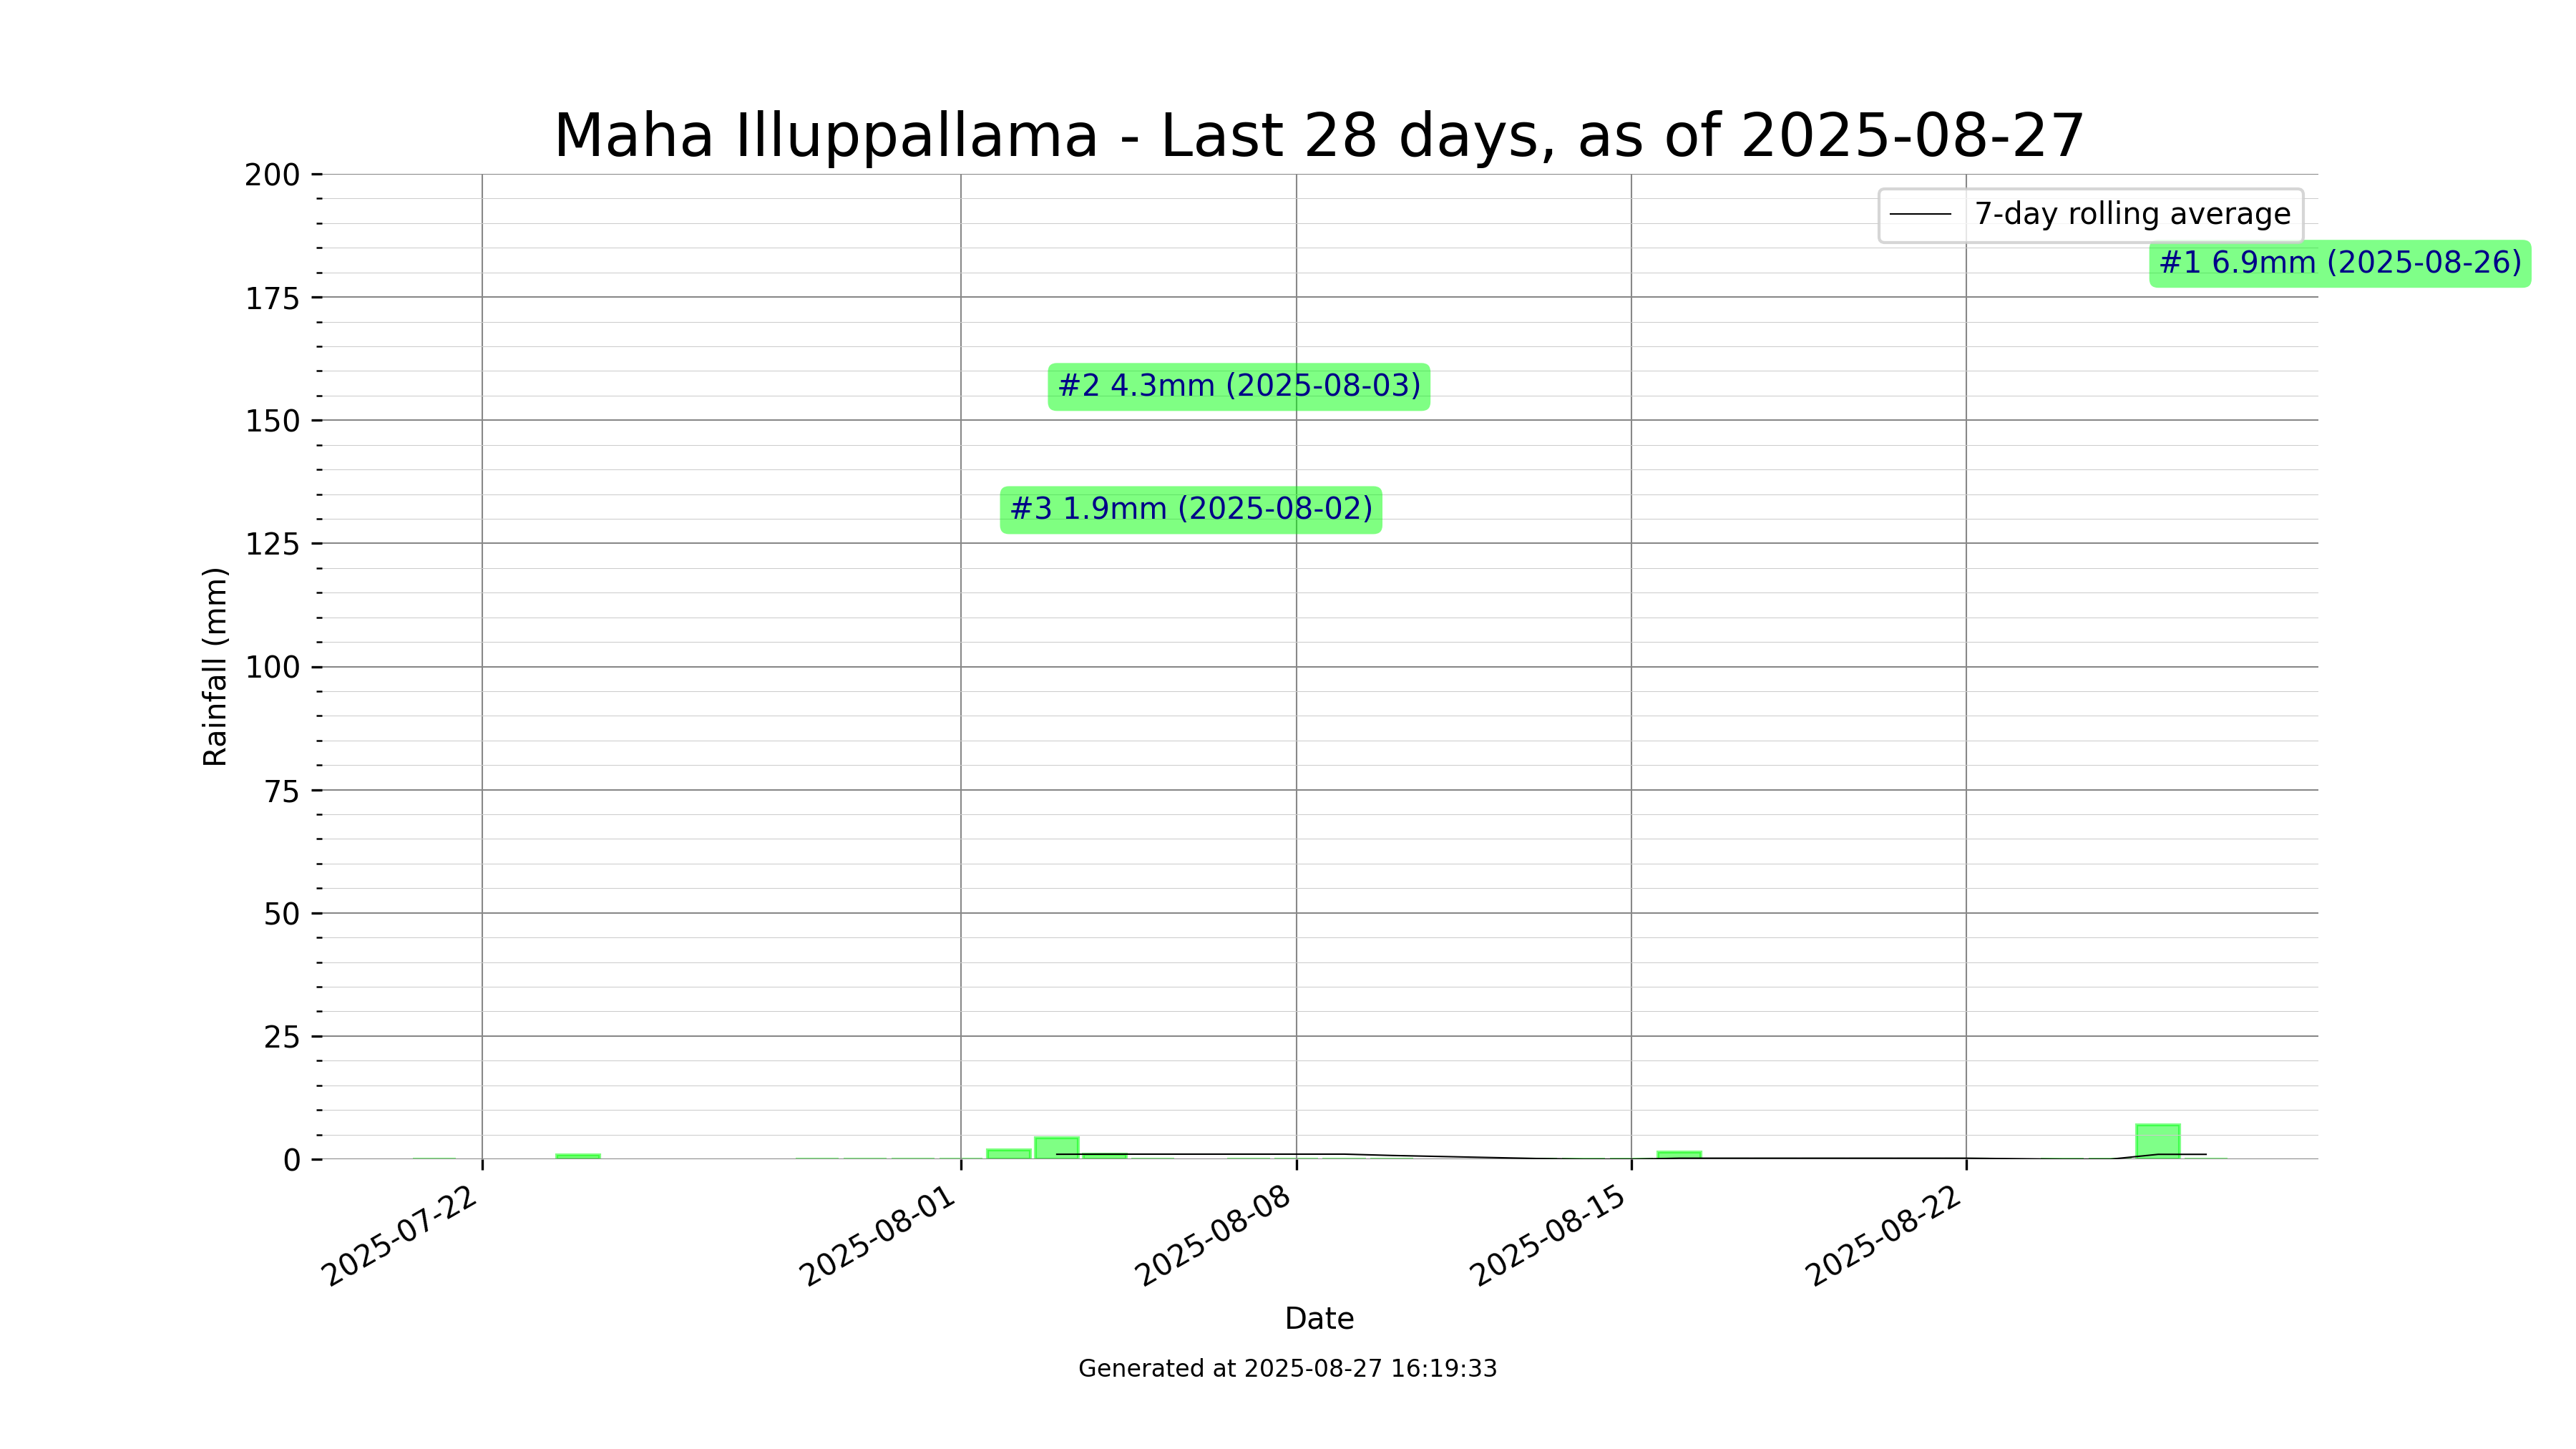 Maha Illuppallama - Last 28 days, as of 2025-08-27
200
175
150
125
100
75
50
25
0
Rainfall (mm)
7-day rolling average
#1 6.9mm (2025-08-26)
#2 4.3mm (2025-08-03)
#3 1.9mm (2025-08-02)
2025-07-22
2025-08-01
2025-08-08
2025-08-15
2025-08-22
Date
Generated at 2025-08-27 16:19:33